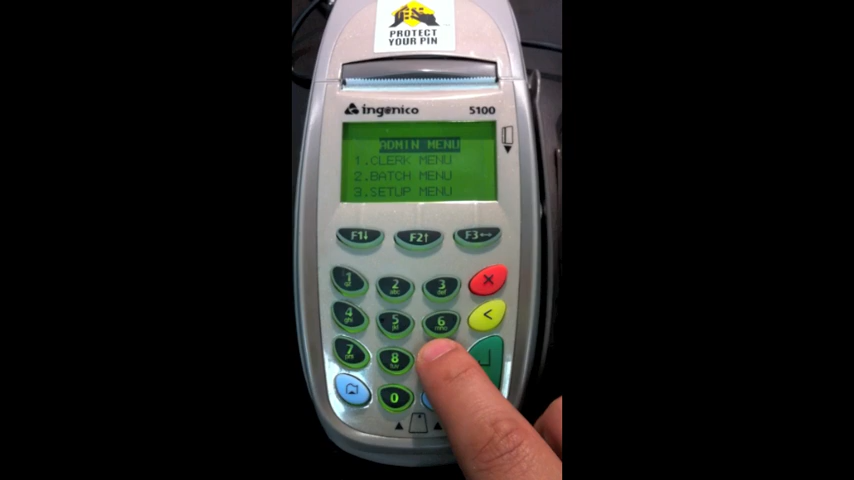 PROTECT
YOUR PIN
ingenico 5100
ADMIN MENU
1.CLERK MENU
2.BATCH MENU
3.SETUP MENU
F1↓ F2↑ F3↔
1
2 abc
3 def
4 ghi
5 jkl
6 mno
7
8 tuv
0